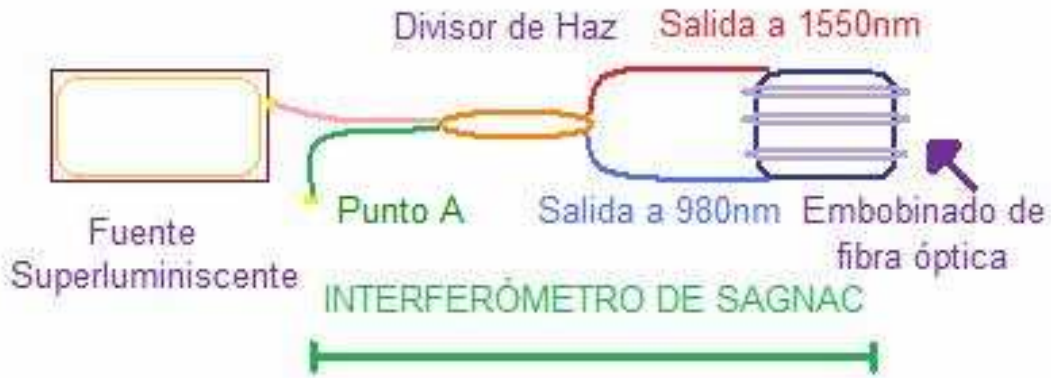 Divisor de Haz
Salida a 1550nm
Punto A
Salida a 980nm
Embobinado de
fibra óptica
Fuente
Superluminiscente
INTERFERÓMETRO DE SAGNAC